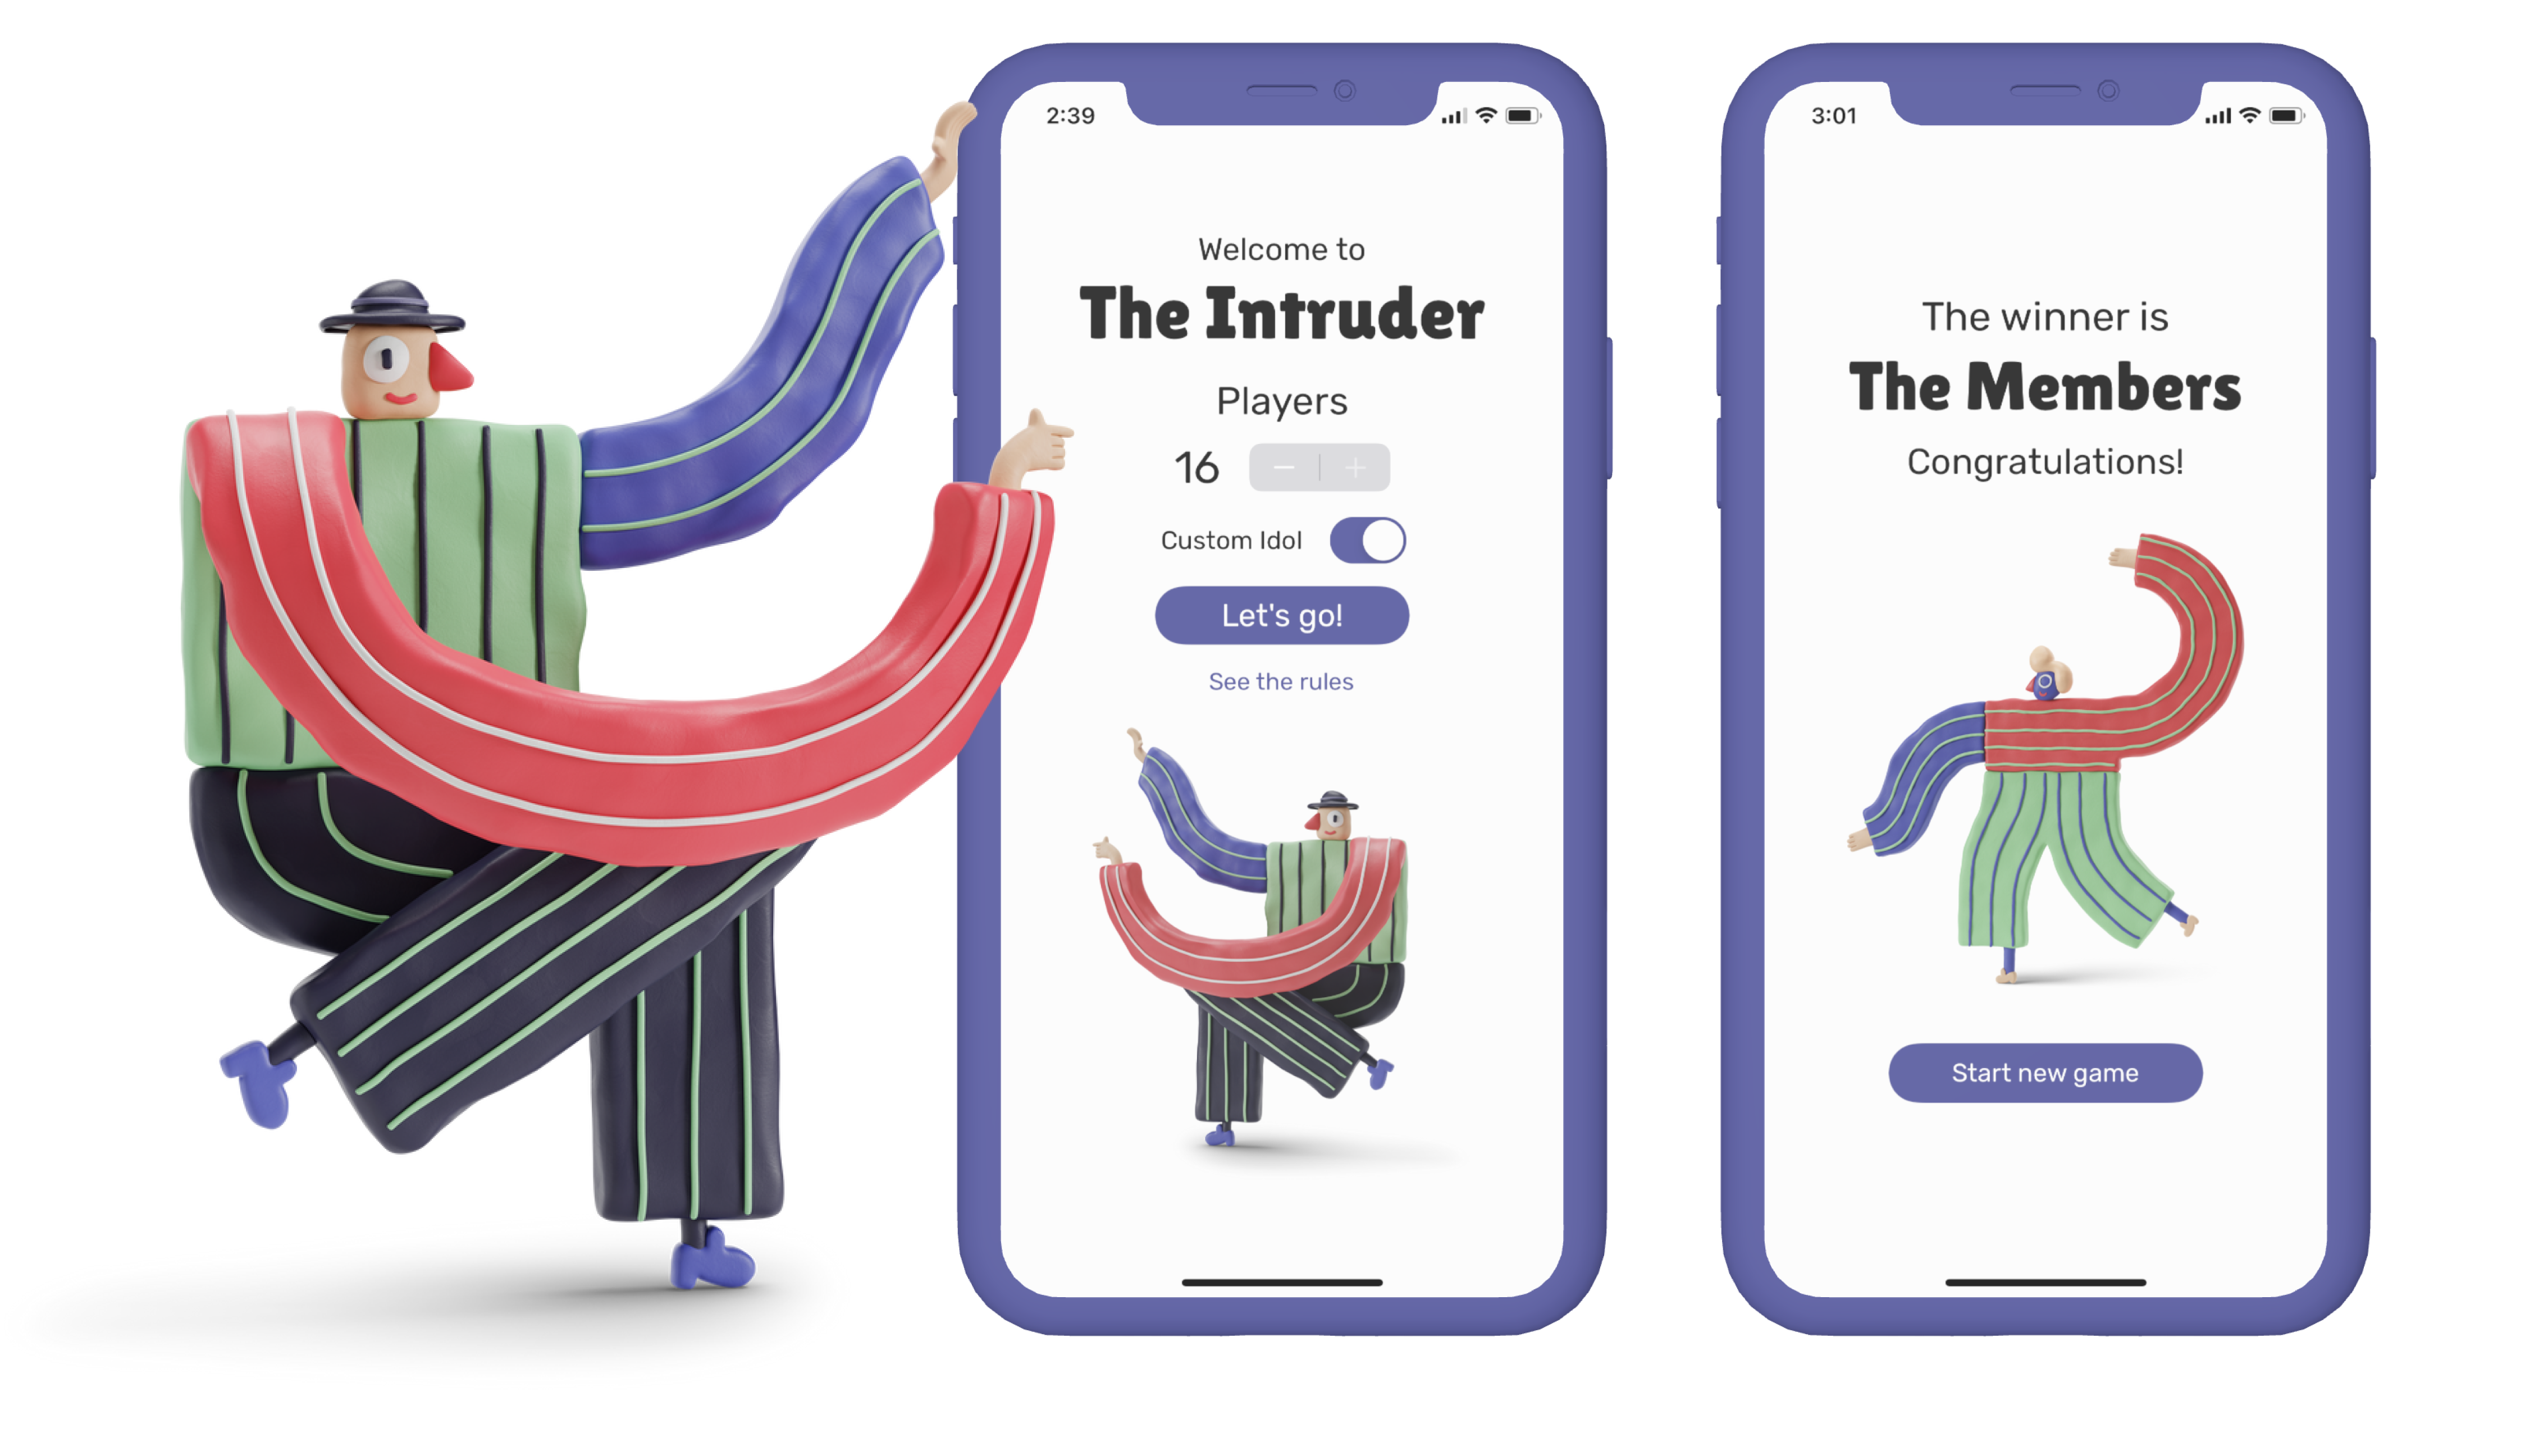 2:39
Welcome to
The Intruder
Players
16
Custom Idol
Let's go!
See the rules
3:01
The winner is
The Members
Congratulations!
Start new game